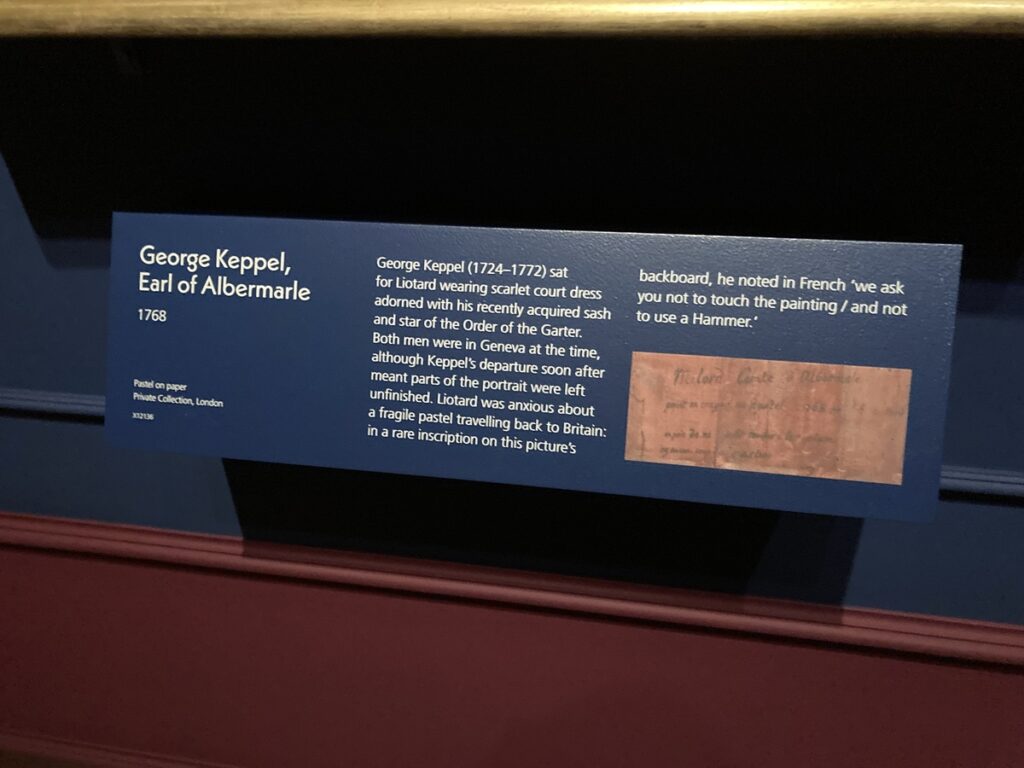 George Keppel,
Earl of Albermarle
1768
Pastel on paper
Private Collection, London
X12136
George Keppel (1724–1772) sat
for Liotard wearing scarlet court dress
adorned with his recently acquired sash
and star of the Order of the Garter.
Both men were in Geneva at the time,
although Keppel's departure soon after
meant parts of the portrait were left
unfinished. Liotard was anxious about
a fragile pastel travelling back to Britain:
in a rare inscription on this picture's
backboard, he noted in French 'we ask
you not to touch the painting / and not
to use a Hammer.'